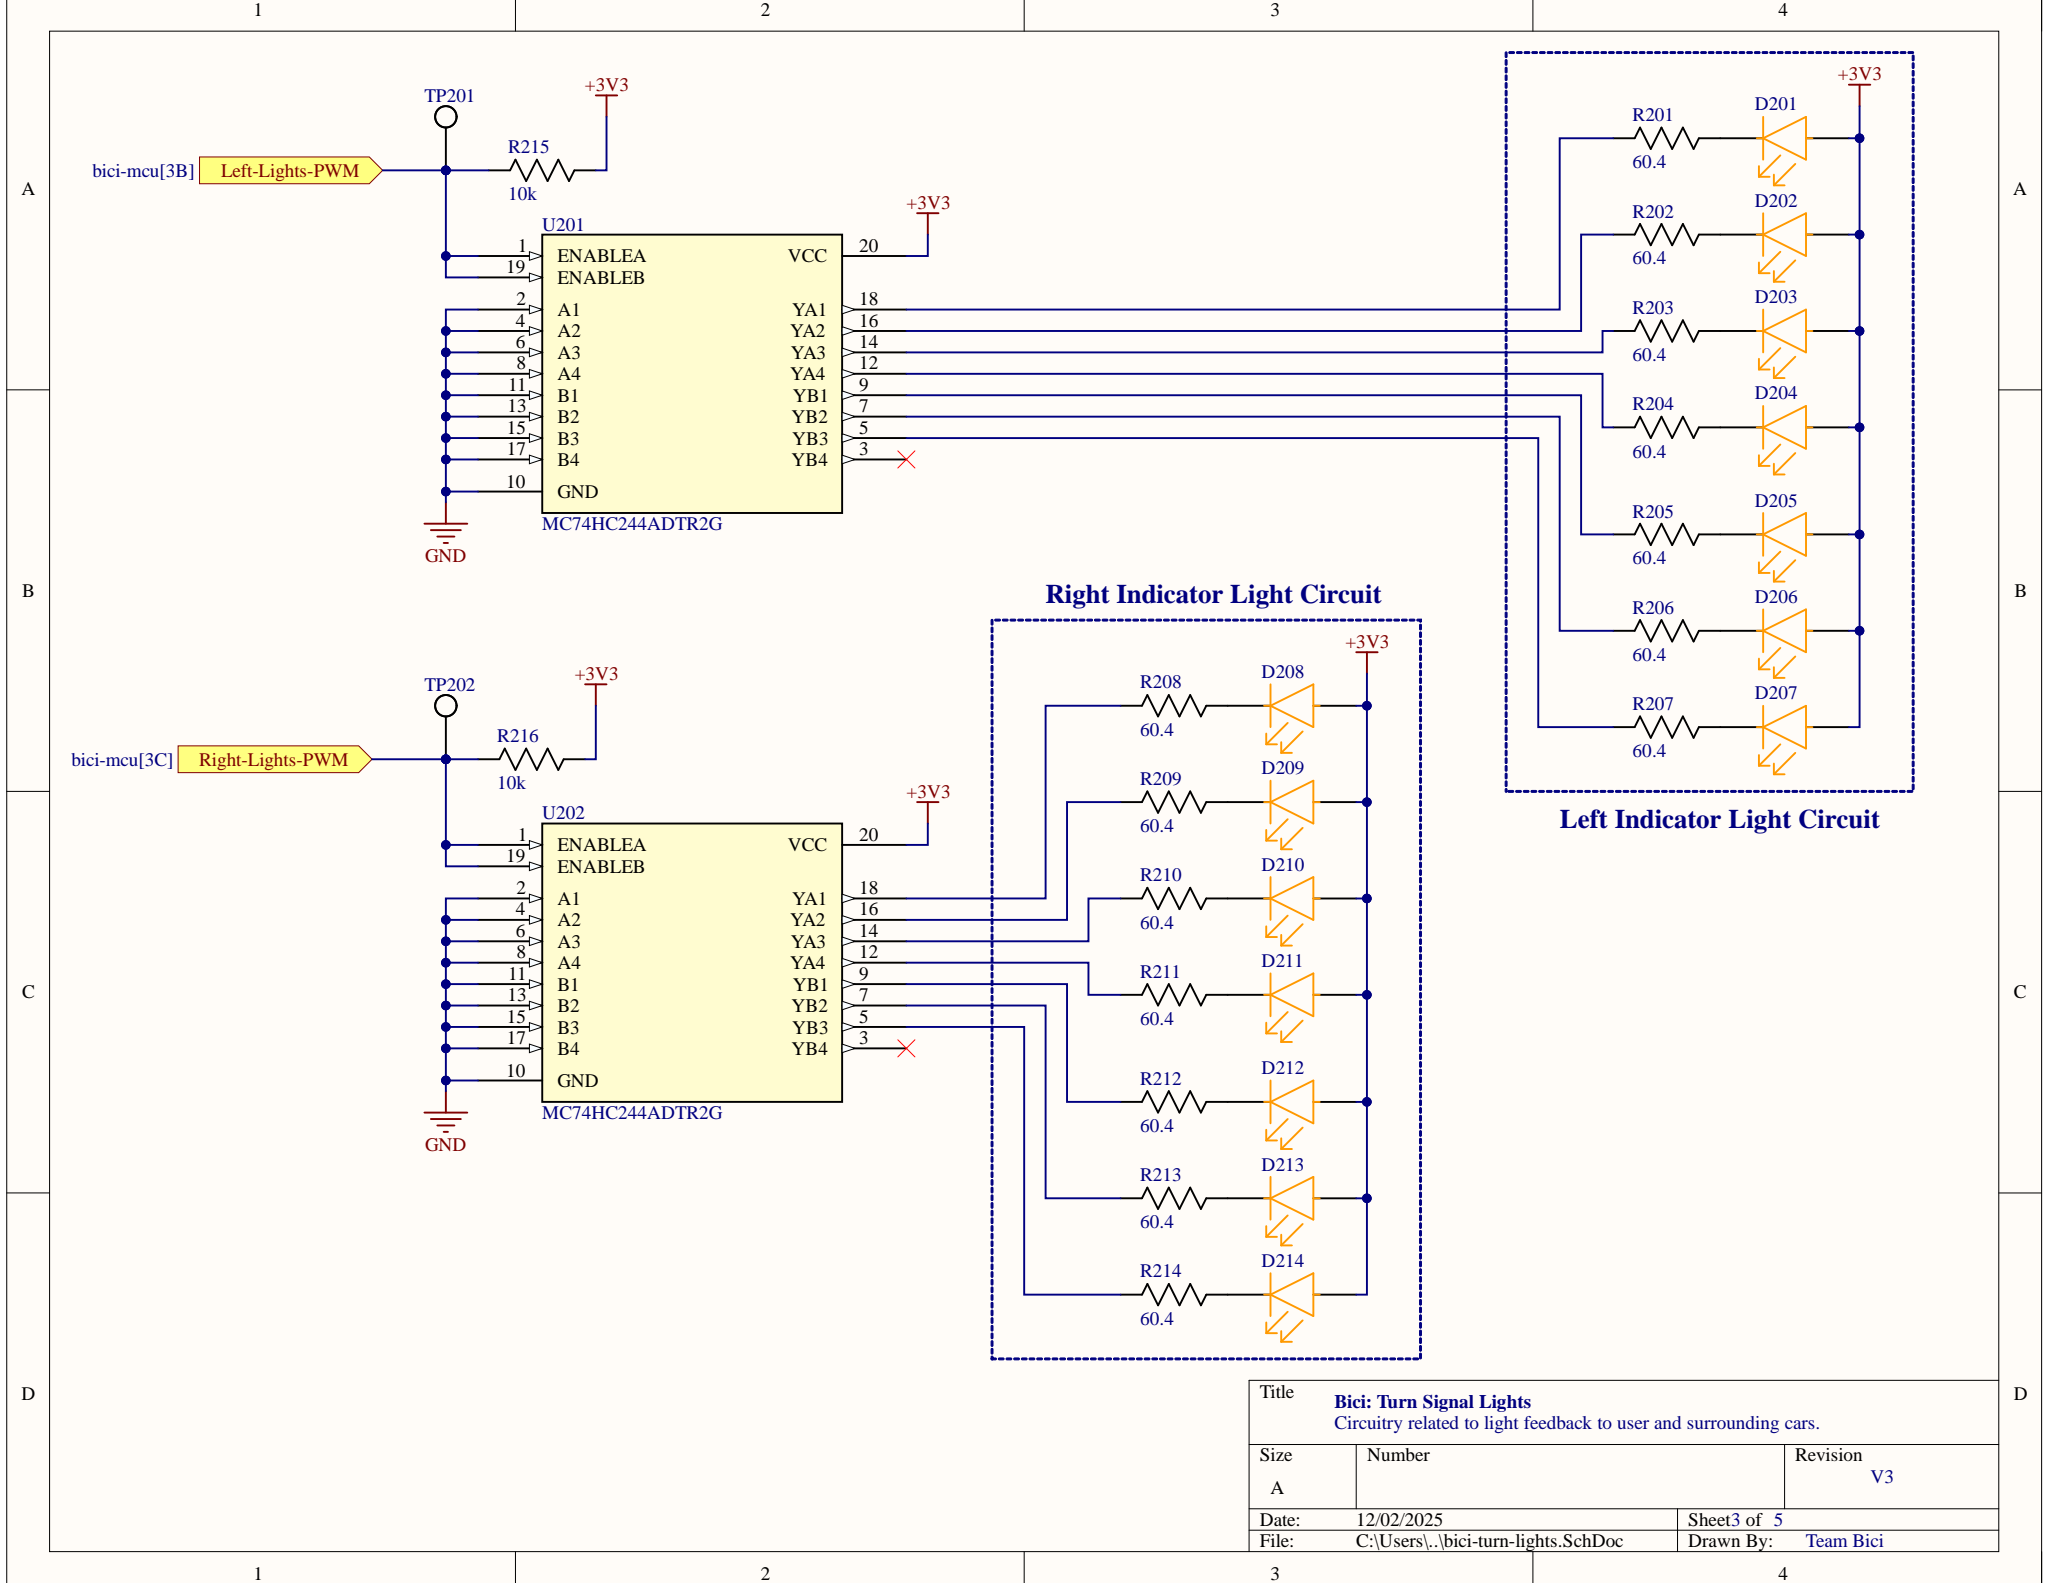 1 2 3 4
A A
B B
C C
D D
1 2 3 4
TP201
+3V3
bici-mcu[3B] Left-Lights-PWM
R215
10k
+3V3
U201
1 ENABLEA VCC 20
19 ENABLEB
2 A1 YA1 18
4 A2 YA2 16
6 A3 YA3 14
8 A4 YA4 12
11 B1 YB1 9
13 B2 YB2 7
15 B3 YB3 5
17 B4 YB4 3
10 GND
MC74HC244ADTR2G
GND
+3V3
R201 D201
60.4
R202 D202
60.4
R203 D203
60.4
R204 D204
60.4
R205 D205
60.4
R206 D206
60.4
R207 D207
60.4
Left Indicator Light Circuit
TP202
+3V3
bici-mcu[3C] Right-Lights-PWM
R216
10k
+3V3
U202
1 ENABLEA VCC 20
19 ENABLEB
2 A1 YA1 18
4 A2 YA2 16
6 A3 YA3 14
8 A4 YA4 12
11 B1 YB1 9
13 B2 YB2 7
15 B3 YB3 5
17 B4 YB4 3
10 GND
MC74HC244ADTR2G
GND
Right Indicator Light Circuit
+3V3
R208 D208
60.4
R209 D209
60.4
R210 D210
60.4
R211 D211
60.4
R212 D212
60.4
R213 D213
60.4
R214 D214
60.4
Title Bici: Turn Signal Lights
Circuitry related to light feedback to user and surrounding cars.
Size Number Revision
A V3
Date: 12/02/2025 Sheet3 of 5
File: C:\Users\..\bici-turn-lights.SchDoc Drawn By: Team Bici